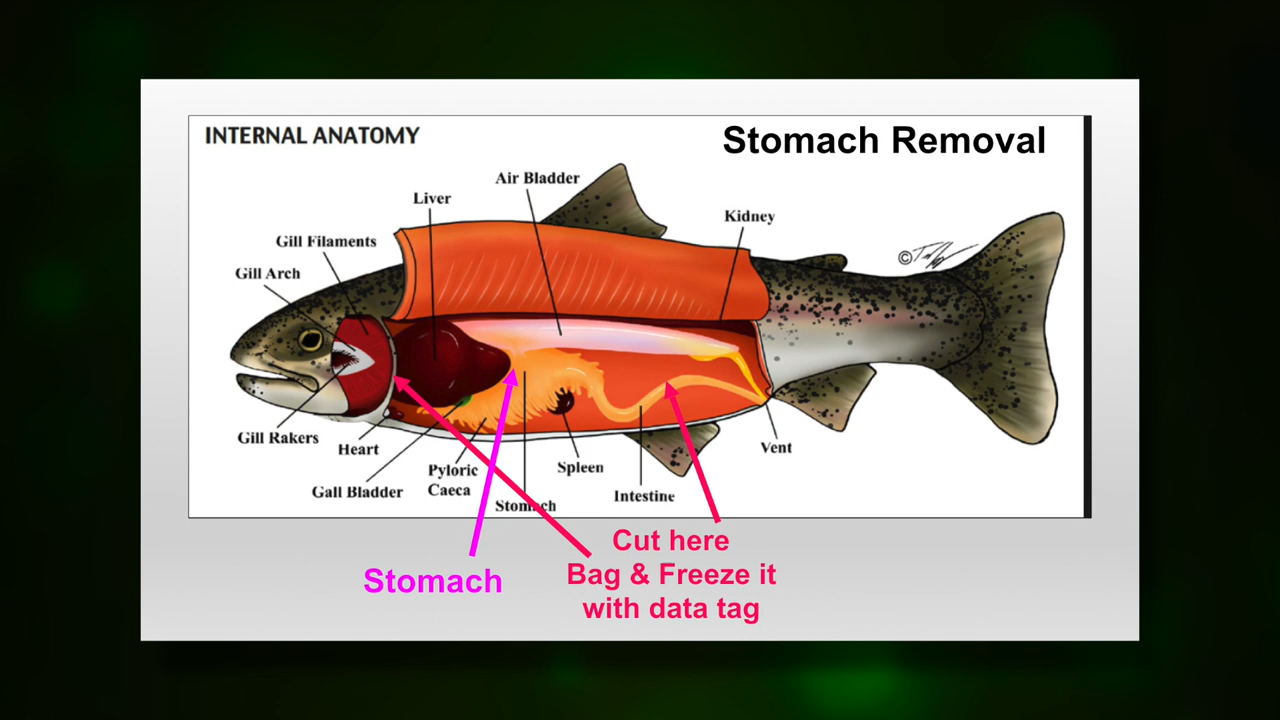 INTERNAL ANATOMY
Stomach Removal
Air Bladder
Liver
Kidney
Gill Filaments
Gill Arch
©
Gill Rakers
Heart
Vent
Pyloric
Caeca
Spleen
Gall Bladder
Intestine
Stomach
Cut here
Bag & Freeze it
with data tag
Stomach